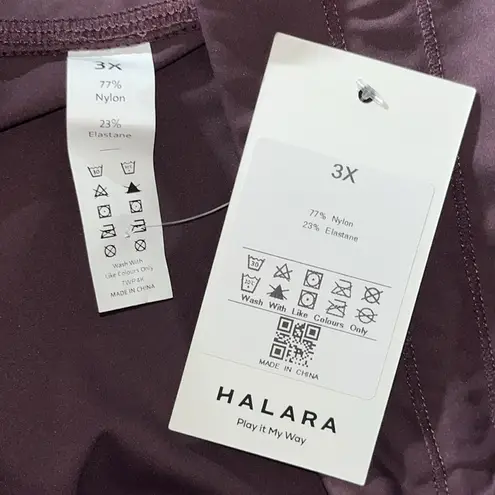 3X
77%
Nylon
23%
Elastane
Wash With
Like Colours Only
MADE IN CHINA
3X
77% Nylon
23% Elastane
30
Wash With Like Colours Only
MADE IN CHINA
HALARA
Play it My Way